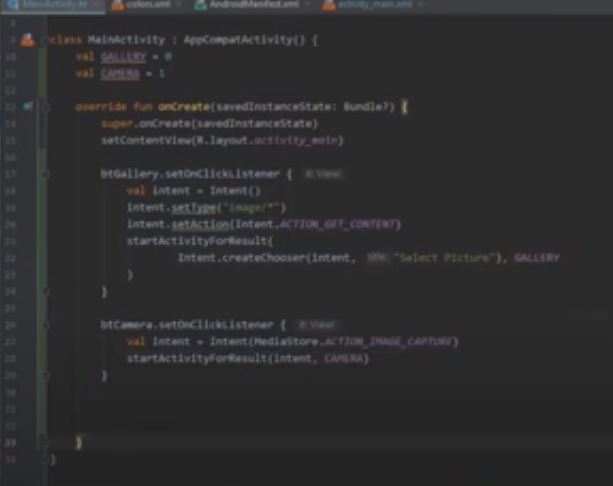 MainActivity.kt colors.xml AndroidManifest.xml activity_main.xml
class MainActivity : AppCompatActivity() {
10 val GALLERY = 0
11 val CAMERA = 1
13 override fun onCreate(savedInstanceState: Bundle?) {
14 super.onCreate(savedInstanceState)
15 setContentView(R.layout.activity_main)
17 btGallery.setOnClickListener { it: View!
18 val intent = Intent()
19 intent.setType("image/*")
20 intent.setAction(Intent.ACTION_GET_CONTENT)
21 startActivityForResult(
22 Intent.createChooser(intent, title: "Select Picture"), GALLERY
23 )
24 }
25
26 btCamera.setOnClickListener { it: View!
27 val intent = Intent(MediaStore.ACTION_IMAGE_CAPTURE)
28 startActivityForResult(intent, CAMERA)
29 }
30
31
32
33 }
34 }